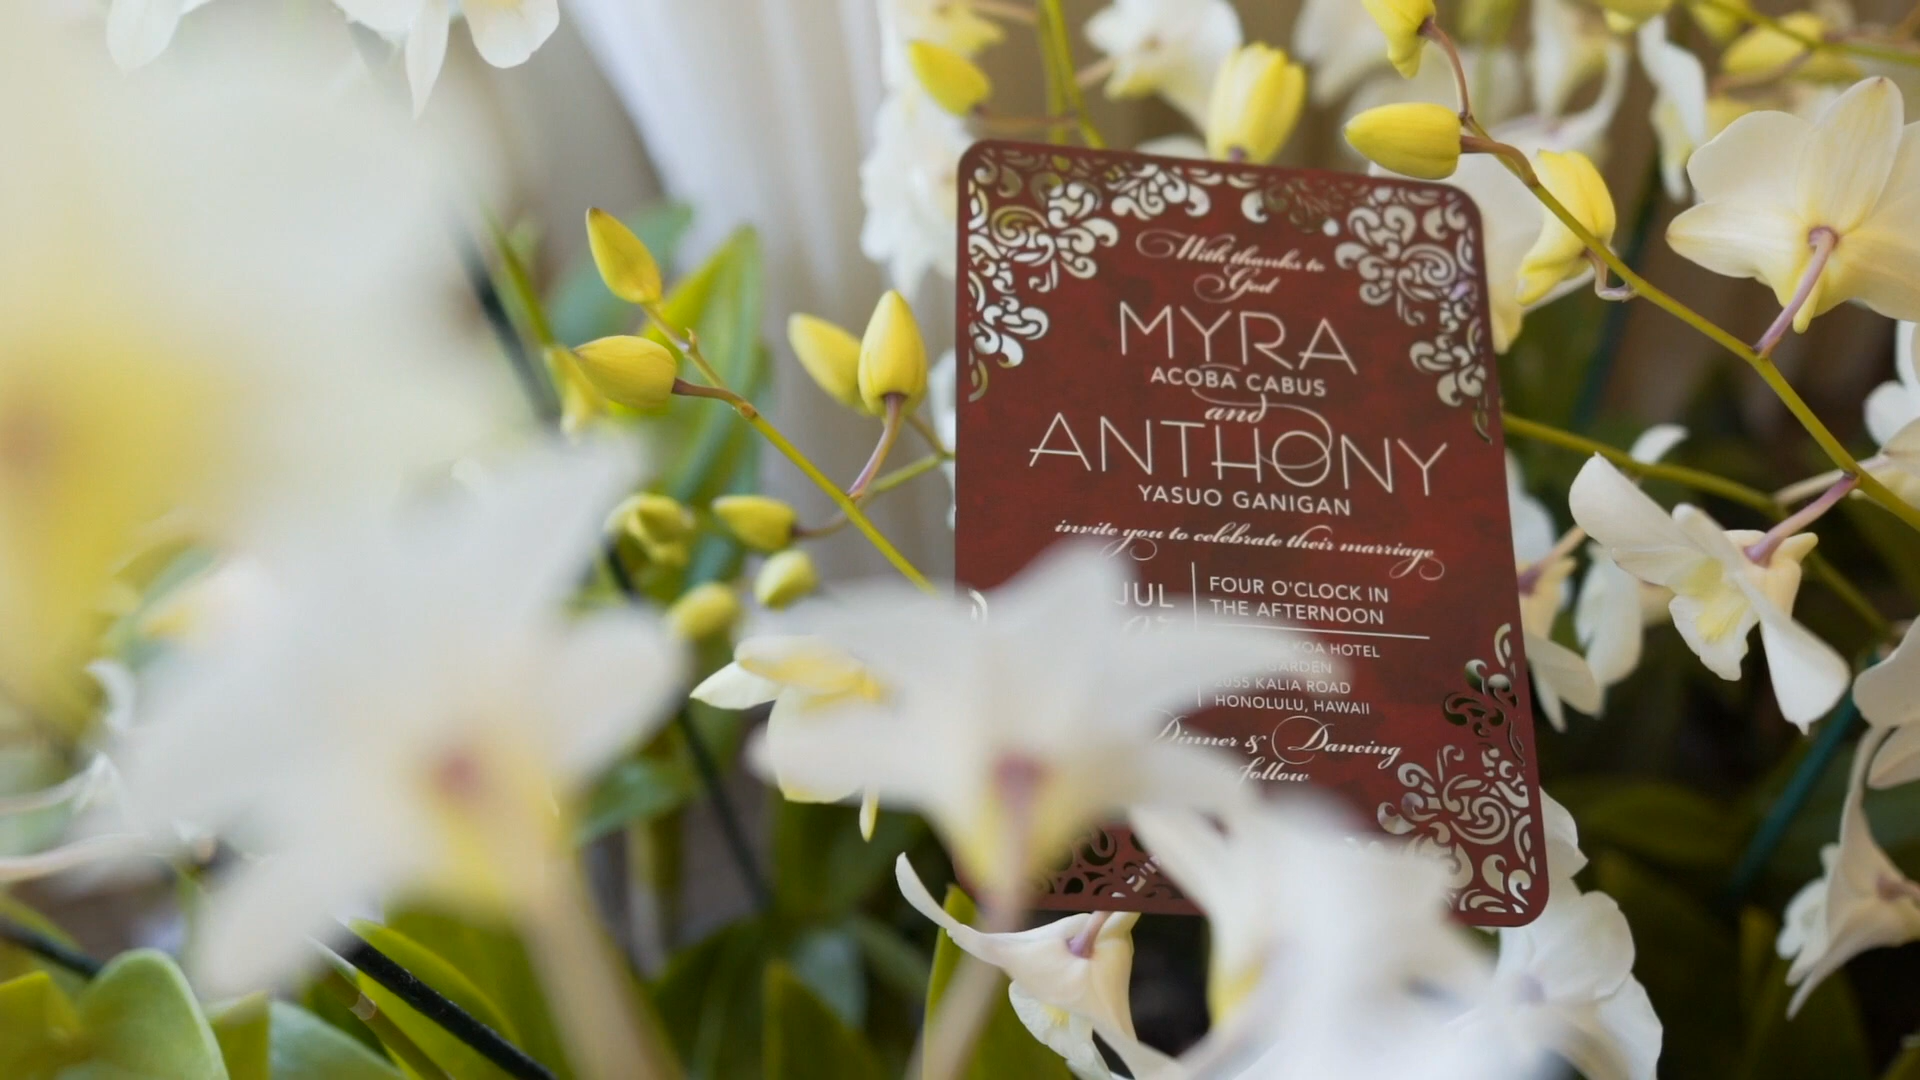 With thanks to
God
MYRA
ACOBA CABUS
and
ANTHONY
YASUO GANIGAN
invite you to celebrate their marriage
JUL
FOUR O'CLOCK IN
THE AFTERNOON
HOTEL
GARDEN
KALIA ROAD
HONOLULU, HAWAII
Dinner & Dancing
follow